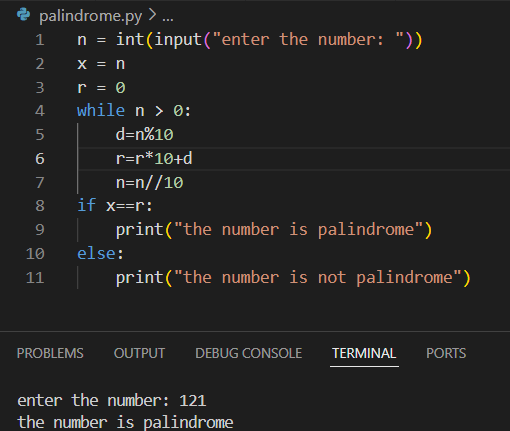 palindrome.py > ...
1 n = int(input("enter the number: "))
2 x = n
3 r = 0
4 while n > 0:
5     d=n%10
6     r=r*10+d
7     n=n//10
8 if x==r:
9     print("the number is palindrome")
10 else:
11     print("the number is not palindrome")
PROBLEMS OUTPUT DEBUG CONSOLE TERMINAL PORTS
enter the number: 121
the number is palindrome